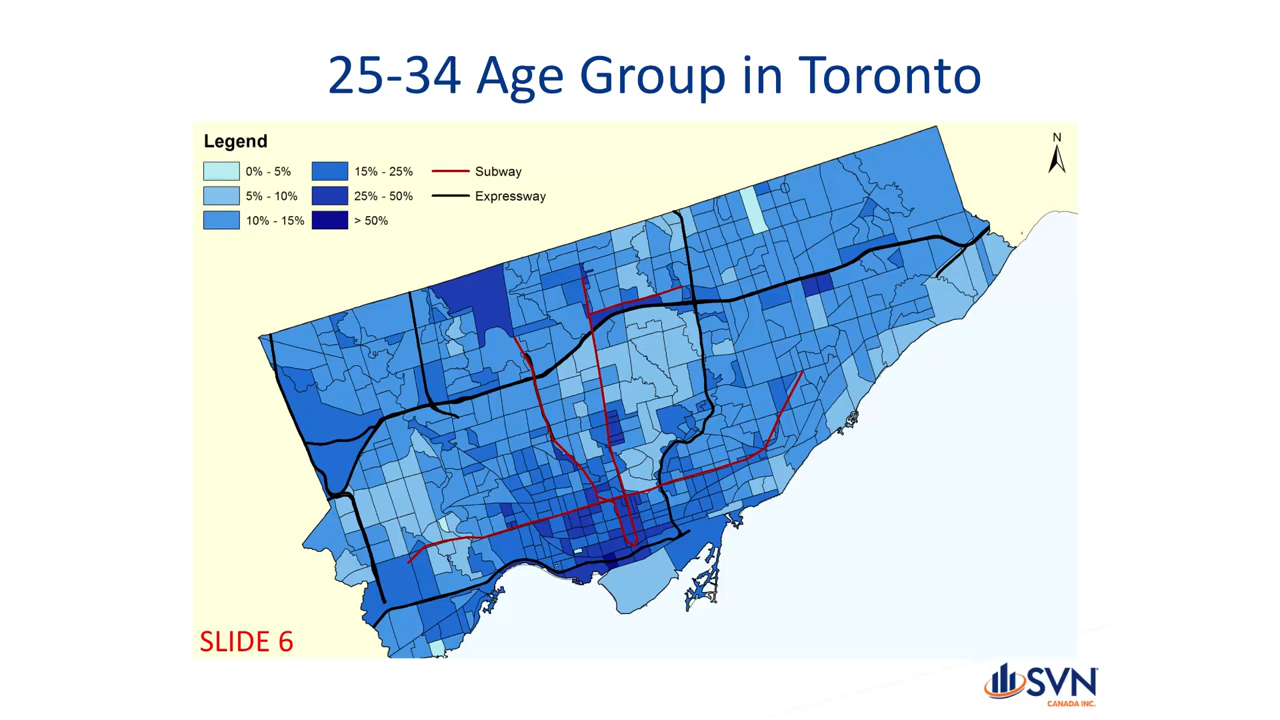 25-34 Age Group in Toronto
Legend
0% - 5%
5% - 10%
10% - 15%
15% - 25%
25% - 50%
> 50%
Subway
Expressway
N
SLIDE 6
SVN
CANADA INC.